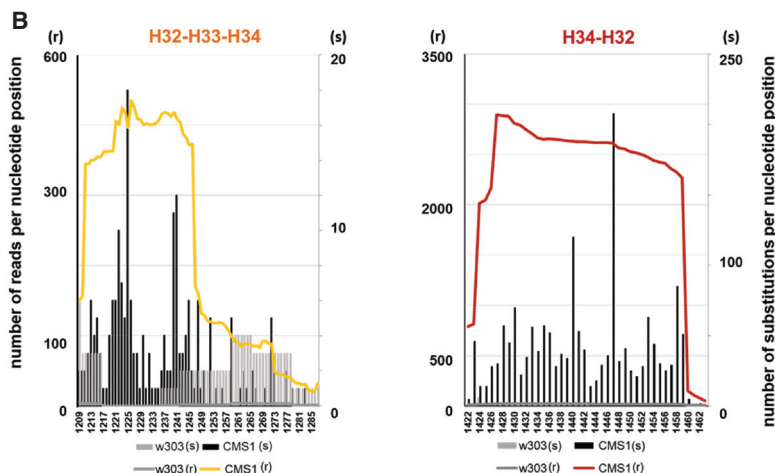 B
(r) H32-H33-H34 (s)
600 20
300 10
100
0 0
number of reads per nucleotide position
1209 1213 1217 1221 1225 1229 1233 1237 1241 1245 1249 1253 1257 1261 1265 1269 1273 1277 1281 1285
w303(s) CMS1 (s)
w303(r) CMS1 (r)
(r) H34-H32 (s)
3500 250
2000 100
500
0 0
number of substitutions per nucleotide position
1422 1424 1426 1428 1430 1432 1434 1436 1438 1440 1442 1444 1446 1448 1450 1452 1454 1456 1458 1460 1462
w303(s) CMS1(s)
w303(r) CMS1(r)